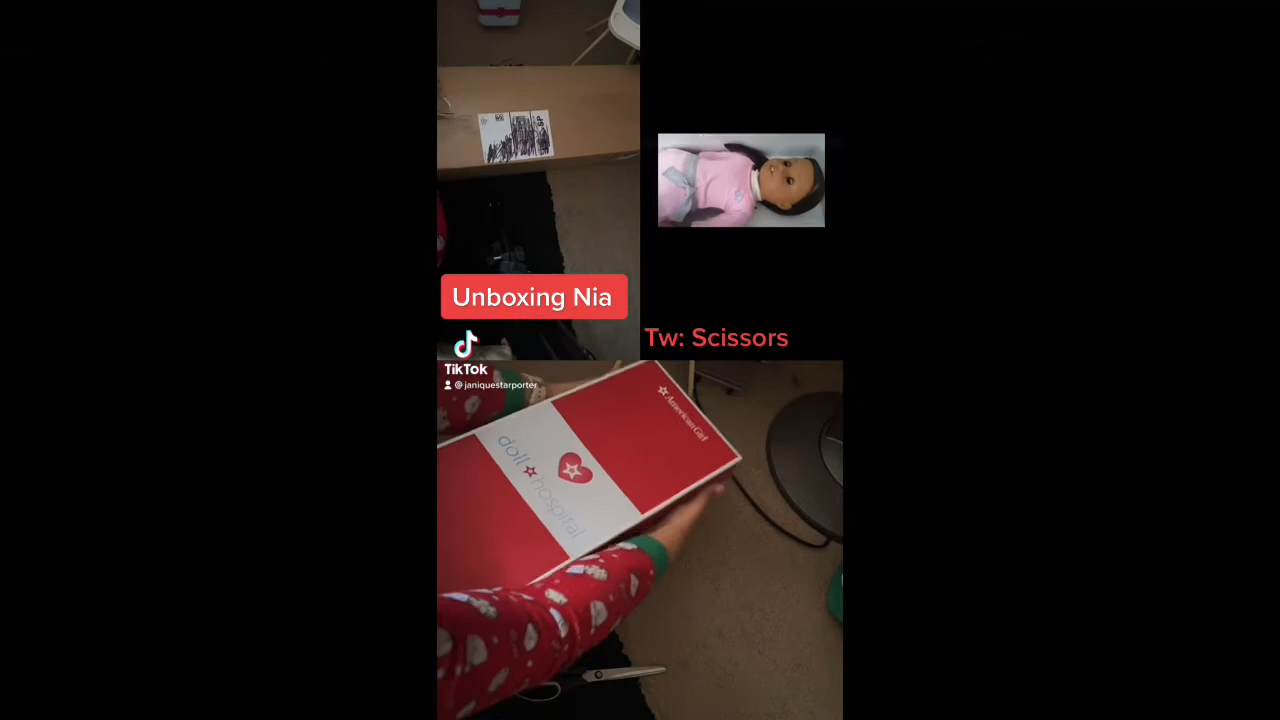 Unboxing Nia
Tw: Scissors
TikTok
@janiquestarporter
American Girl
doll hospital